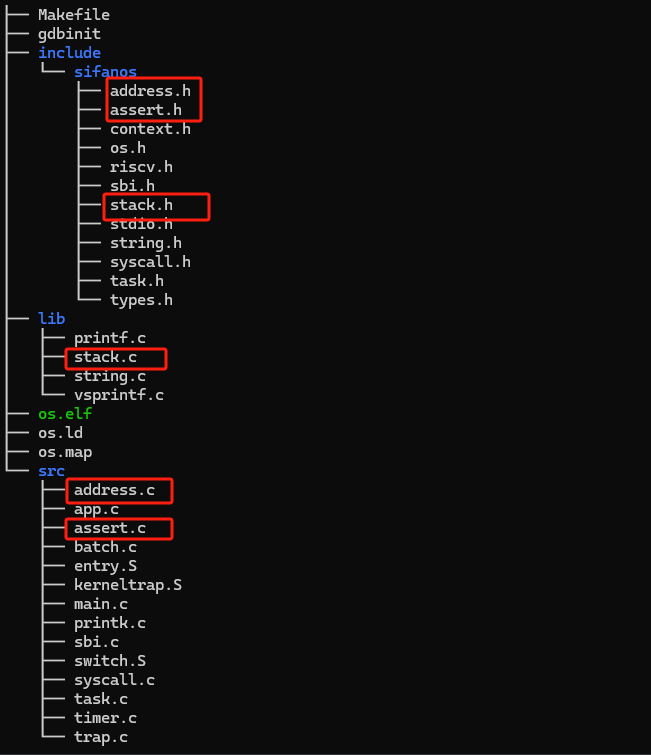 Makefile
gdbinit
include
sifanos
address.h
assert.h
context.h
os.h
riscv.h
sbi.h
stack.h
stdio.h
string.h
syscall.h
task.h
types.h
lib
printf.c
stack.c
string.c
vsprintf.c
os.elf
os.ld
os.map
src
address.c
app.c
assert.c
batch.c
entry.S
kerneltrap.S
main.c
printk.c
sbi.c
switch.S
syscall.c
task.c
timer.c
trap.c